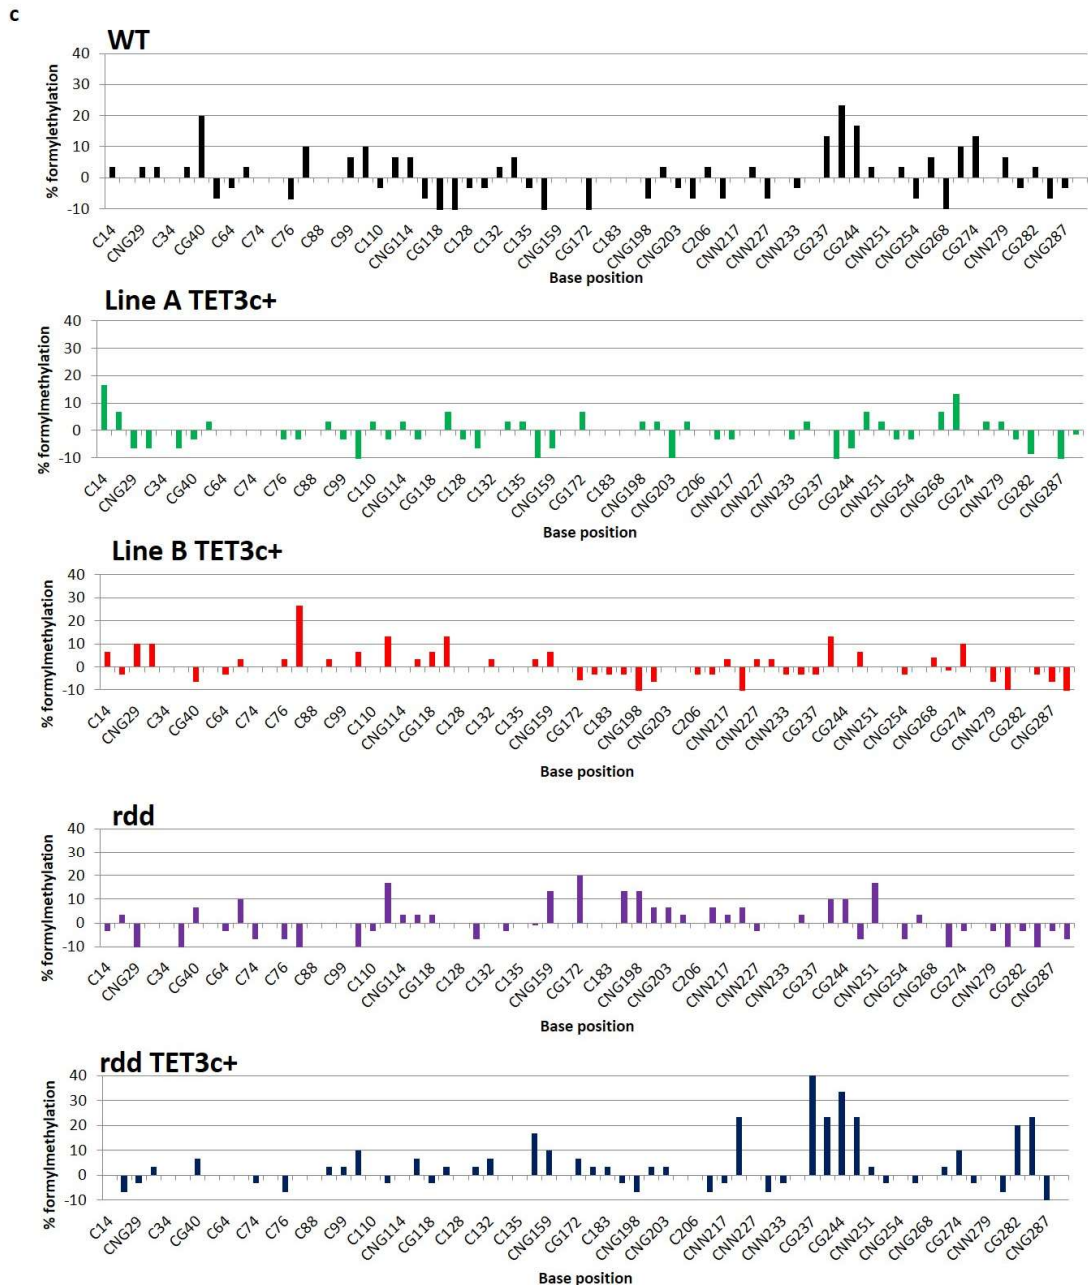 c
WT
% formylethylation
40
30
20
10
0
-10
C14 CNG29 C34 CG40 C64 C74 C76 C88 C99 C110 CNG114 CG118 C128 C132 C135 CNG159 CG172 C183 CNG198 CNG203 C206 CNN217 CNN227 CNN233 CG237 CG244 CNN251 CNG254 CNG268 CG274 CNN279 CG282 CNG287
Base position
Line A TET3c+
% formylmethylation
40
30
20
10
0
-10
C14 CNG29 C34 CG40 C64 C74 C76 C88 C99 C110 CNG114 CG118 C128 C132 C135 CNG159 CG172 C183 CNG198 CNG203 C206 CNN217 CNN227 CNN233 CG237 CG244 CNN251 CNG254 CNG268 CG274 CNN279 CG282 CNG287
Base position
Line B TET3c+
% formylmethylation
40
30
20
10
0
-10
C14 CNG29 C34 CG40 C64 C74 C76 C88 C99 C110 CNG114 CG118 C128 C132 C135 CNG159 CG172 C183 CNG198 CNG203 C206 CNN217 CNN227 CNN233 CG237 CG244 CNN251 CNG254 CNG268 CG274 CNN279 CG282 CNG287
Base position
rdd
% formylmethylation
40
30
20
10
0
-10
C14 CNG29 C34 CG40 C64 C74 C76 C88 C99 C110 CNG114 CG118 C128 C132 C135 CNG159 CG172 C183 CNG198 CNG203 C206 CNN217 CNN227 CNN233 CG237 CG244 CNN251 CNG254 CNG268 CG274 CNN279 CG282 CNG287
Base position
rdd TET3c+
% formylmethylation
40
30
20
10
0
-10
C14 CNG29 C34 CG40 C64 C74 C76 C88 C99 C110 CNG114 CG118 C128 C132 C135 CNG159 CG172 C183 CNG198 CNG203 C206 CNN217 CNN227 CNN233 CG237 CG244 CNN251 CNG254 CNG268 CG274 CNN279 CG282 CNG287
Base position